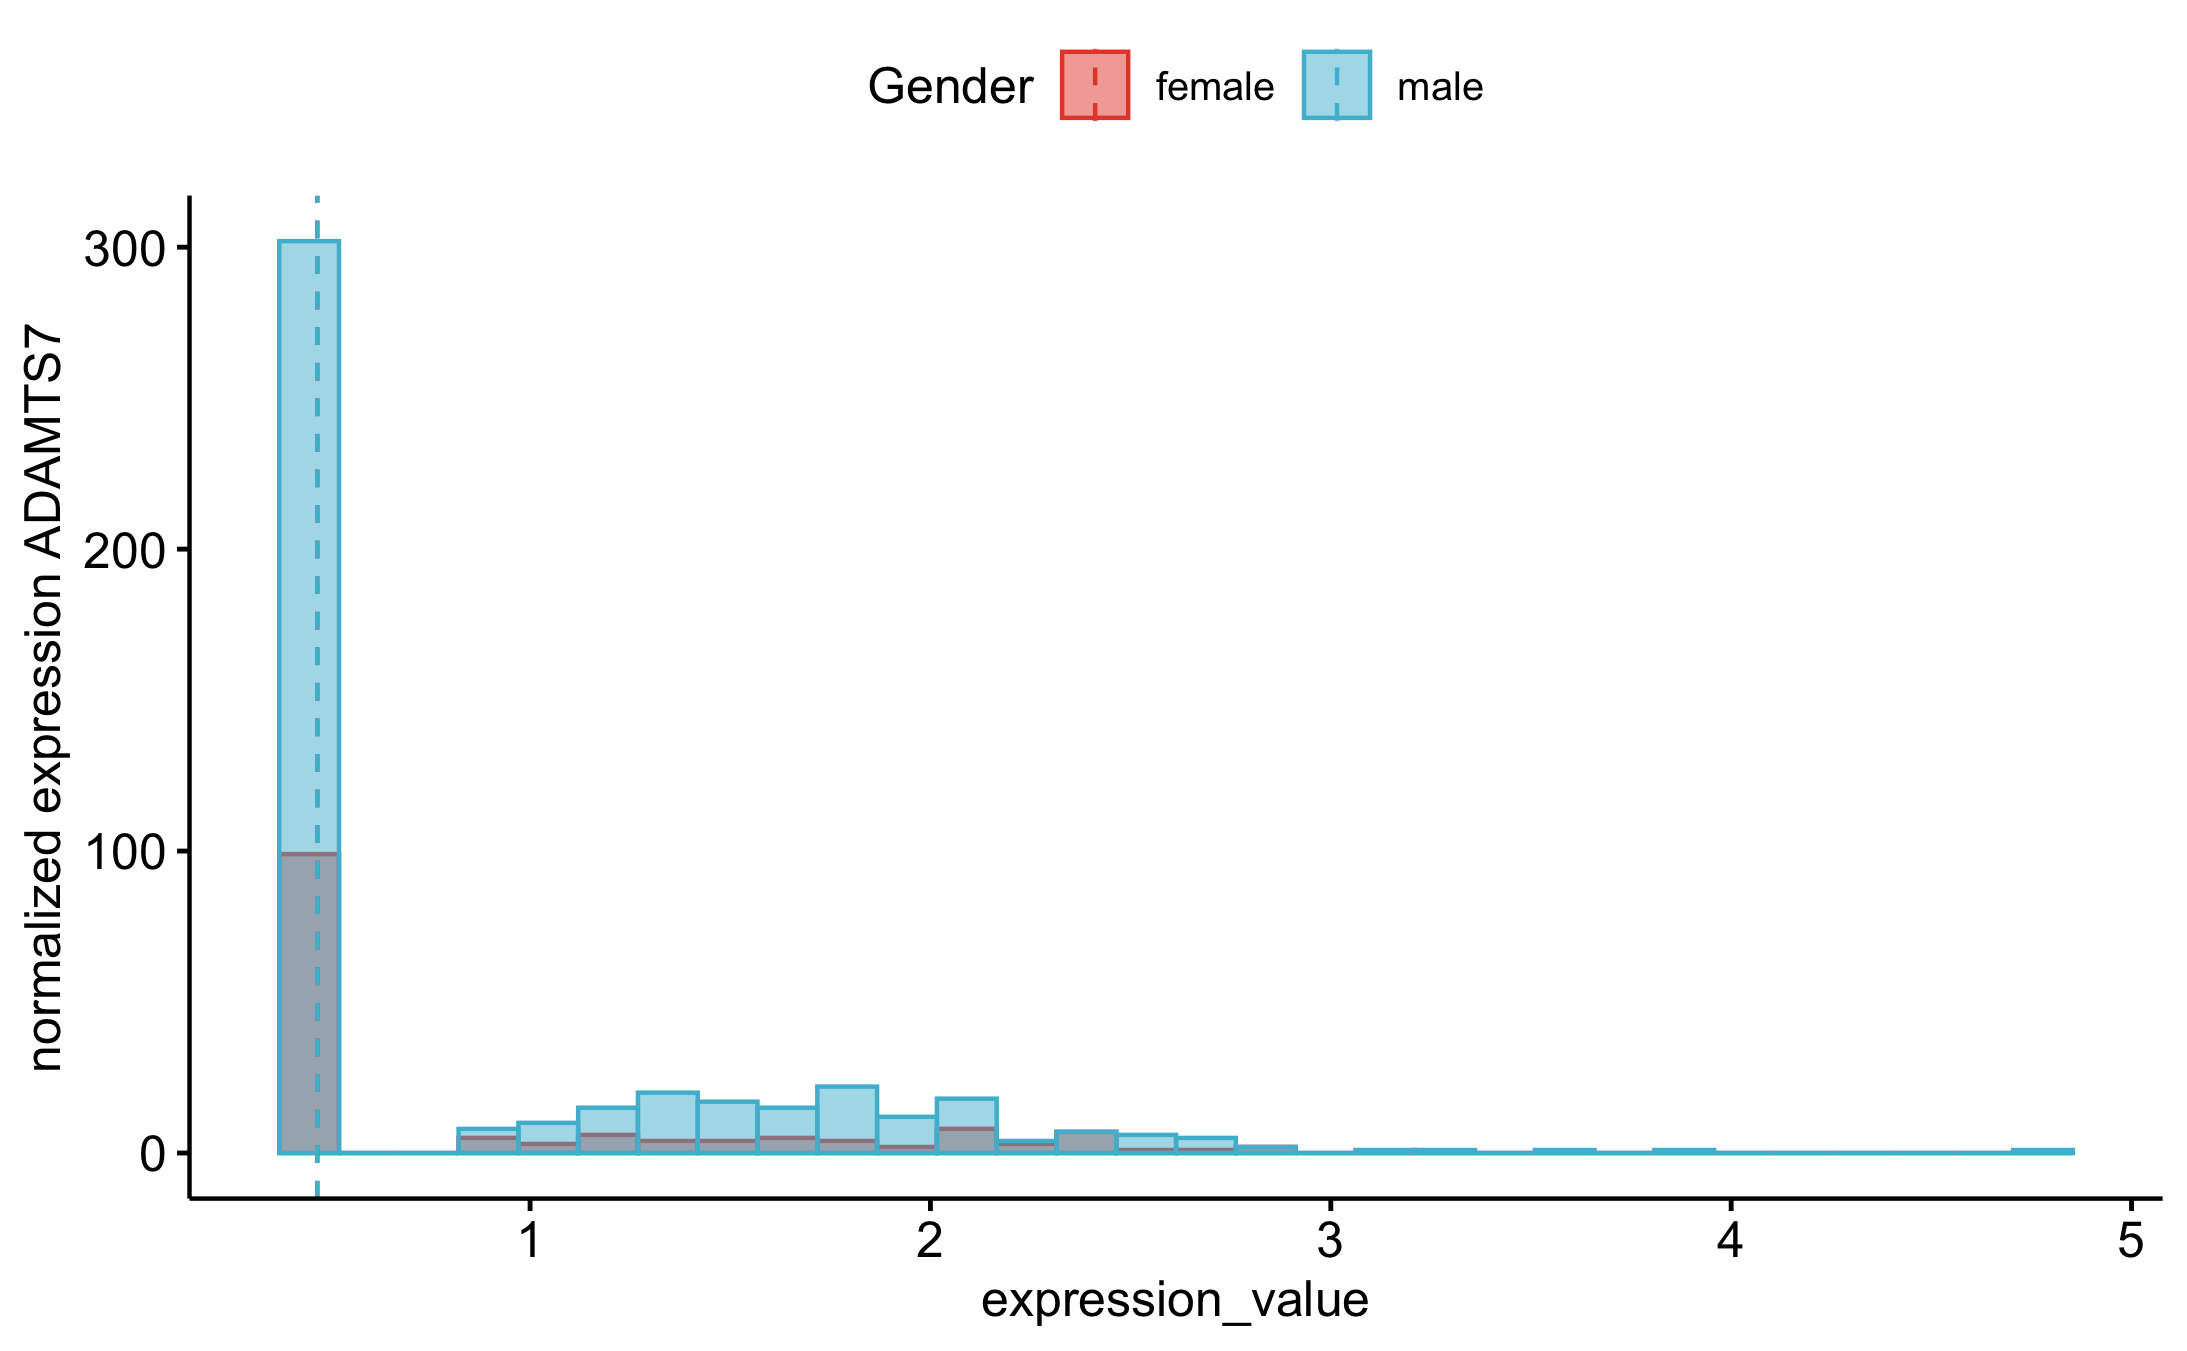 Gender female male
normalized expression ADAMTS7
300
200
100
0
1 2 3 4 5
expression_value